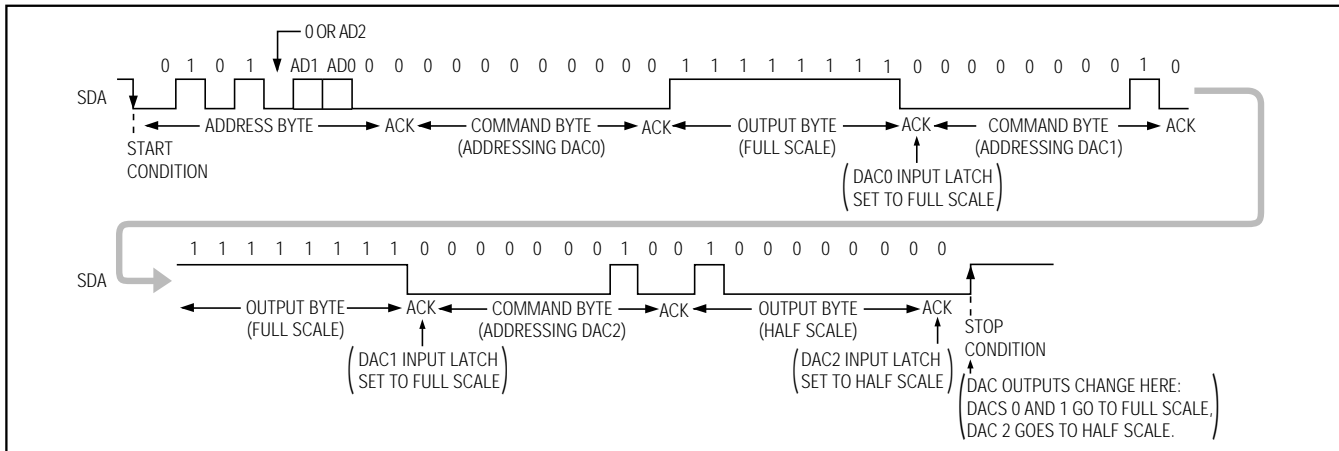 0 OR AD2
0 1 0 1 AD1 AD0 0 0 0 0 0 0 0 0 0 0 0 1 1 1 1 1 1 1 1 0 0 0 0 0 0 0 0 1 0
SDA
ADDRESS BYTE ACK COMMAND BYTE ACK OUTPUT BYTE ACK COMMAND BYTE ACK
(ADDRESSING DAC0) (FULL SCALE) (ADDRESSING DAC1)
START
CONDITION
(DAC0 INPUT LATCH
SET TO FULL SCALE)
1 1 1 1 1 1 1 1 0 0 0 0 0 0 0 1 0 0 1 0 0 0 0 0 0 0 0
SDA
OUTPUT BYTE ACK COMMAND BYTE ACK OUTPUT BYTE ACK
(FULL SCALE) (ADDRESSING DAC2) (HALF SCALE)
STOP
CONDITION
(DAC1 INPUT LATCH
SET TO FULL SCALE)
(DAC2 INPUT LATCH
SET TO HALF SCALE)
(DAC OUTPUTS CHANGE HERE:
DACS 0 AND 1 GO TO FULL SCALE,
DAC 2 GOES TO HALF SCALE.)